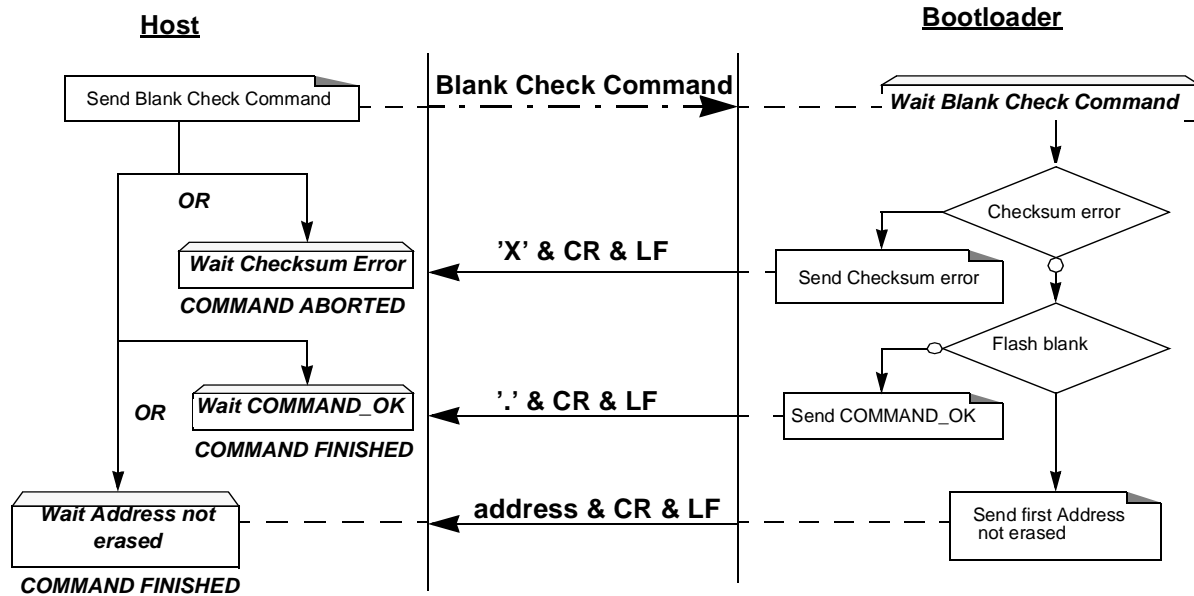 Host
Bootloader
Send Blank Check Command
Blank Check Command
Wait Blank Check Command
OR
Checksum error
Wait Checksum Error
'X' & CR & LF
Send Checksum error
COMMAND ABORTED
Flash blank
OR
Wait COMMAND_OK
'.' & CR & LF
Send COMMAND_OK
COMMAND FINISHED
Wait Address not
erased
address & CR & LF
Send first Address
not erased
COMMAND FINISHED